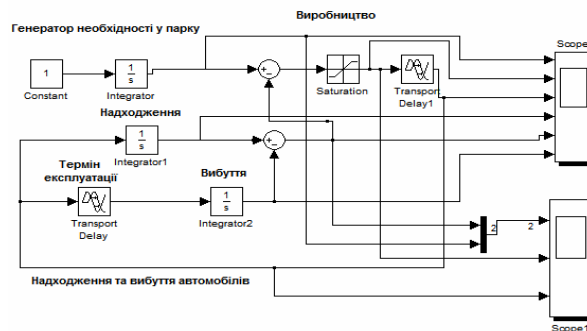 Виробництво
Генератор необхідності у парку
Scope
1
1
s
Constant
Integrator
Saturation
Transport
Delay1
Надходження
1
s
Integrator1
Термін
експлуатації
Вибуття
1
s
Transport
Delay
Integrator2
2
2
Надходження та вибуття автомобілів
Scope1